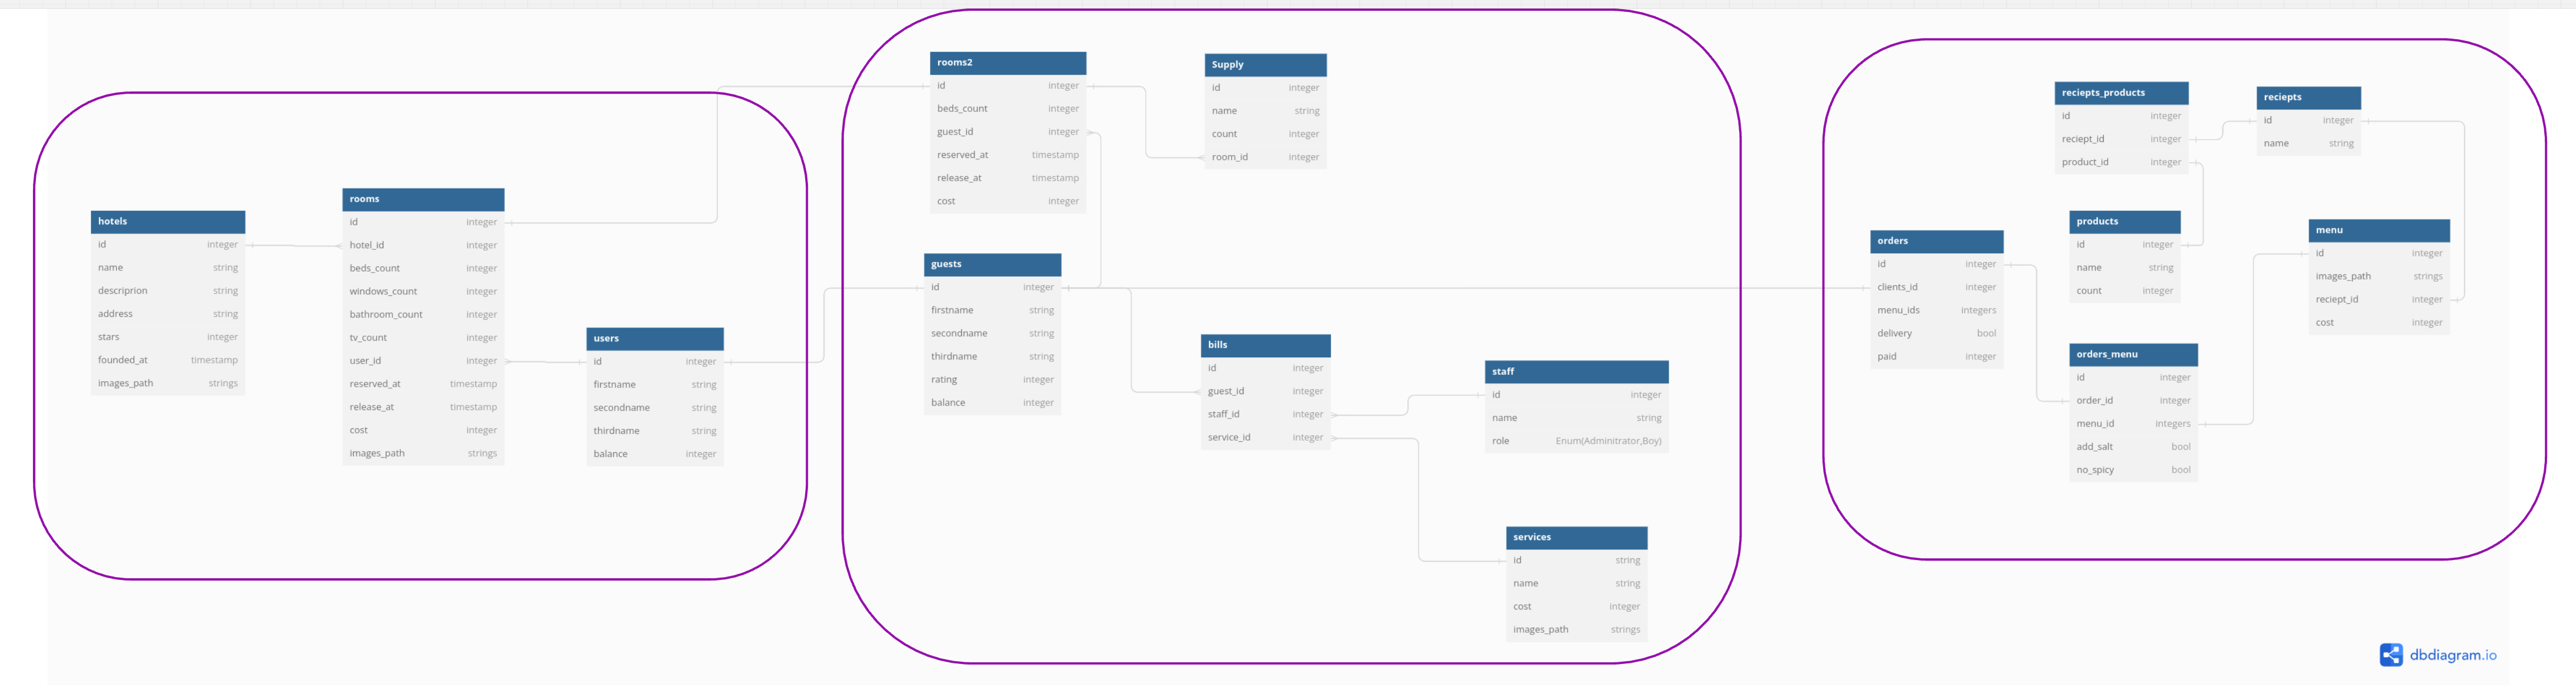 hotels
id integer
name string
descriprion string
address string
stars integer
founded_at timestamp
images_path strings
rooms
id integer
hotel_id integer
beds_count integer
windows_count integer
bathroom_count integer
tv_count integer
user_id integer
reserved_at timestamp
release_at timestamp
cost integer
images_path strings
users
id integer
firstname string
secondname string
thirdname string
balance integer
rooms2
id integer
beds_count integer
guest_id integer
reserved_at timestamp
release_at timestamp
cost integer
Supply
id integer
name string
count integer
room_id integer
guests
id integer
firstname string
secondname string
thirdname string
rating integer
balance integer
bills
id integer
guest_id integer
staff_id integer
service_id integer
staff
id integer
name string
role Enum(Adminitrator,Boy)
services
id string
name string
cost integer
images_path strings
reciepts_products
id integer
reciept_id integer
product_id integer
reciepts
id integer
name string
orders
id integer
clients_id integer
menu_ids integers
delivery bool
paid integer
products
id integer
name string
count integer
menu
id integer
images_path strings
reciept_id integer
cost integer
orders_menu
id integer
order_id integer
menu_id integers
add_salt bool
no_spicy bool
dbdiagram.io